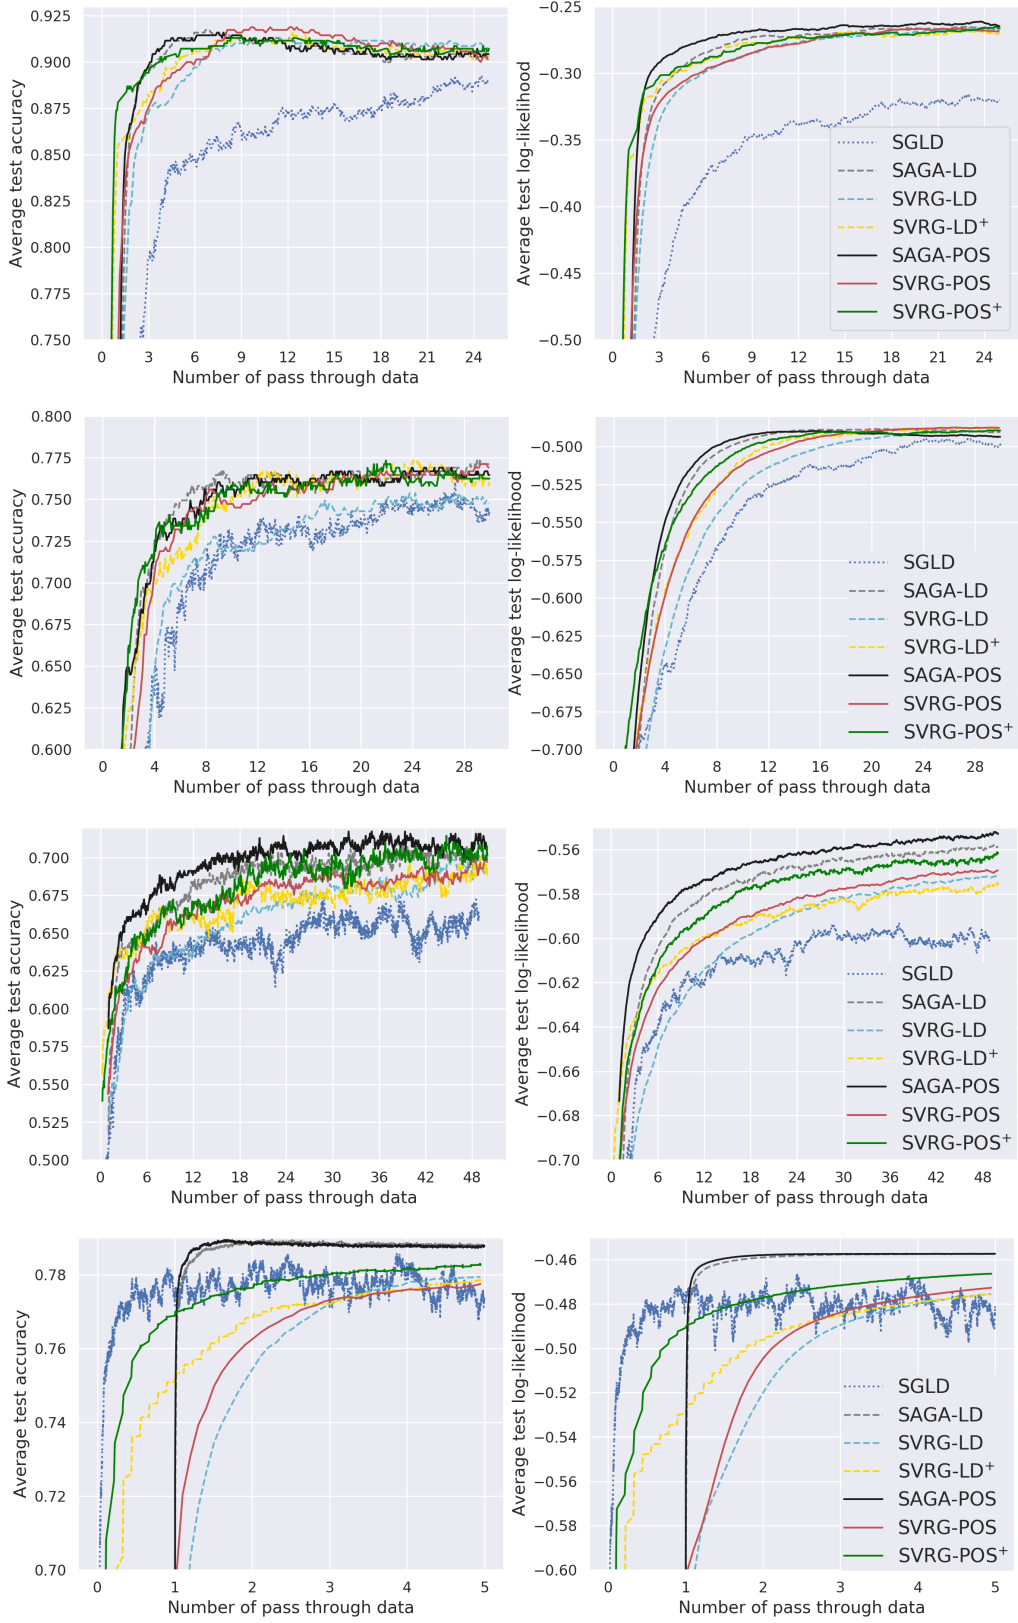 0.925
0.900
0.875
0.850
0.825
0.800
0.775
0.750
Average test accuracy
0 3 6 9 12 15 18 21 24
Number of pass through data
−0.25
−0.30
−0.35
−0.40
−0.45
−0.50
Average test log-likelihood
SGLD
SAGA-LD
SVRG-LD
SVRG-LD⁺
SAGA-POS
SVRG-POS
SVRG-POS⁺
0 3 6 9 12 15 18 21 24
Number of pass through data
0.800
0.775
0.750
0.725
0.700
0.675
0.650
0.625
0.600
Average test accuracy
0 4 8 12 16 20 24 28
Number of pass through data
−0.500
−0.525
−0.550
−0.575
−0.600
−0.625
−0.650
−0.675
−0.700
Average test log-likelihood
SGLD
SAGA-LD
SVRG-LD
SVRG-LD⁺
SAGA-POS
SVRG-POS
SVRG-POS⁺
0 4 8 12 16 20 24 28
Number of pass through data
0.700
0.675
0.650
0.625
0.600
0.575
0.550
0.525
0.500
Average test accuracy
0 6 12 18 24 30 36 42 48
Number of pass through data
−0.56
−0.58
−0.60
−0.62
−0.64
−0.66
−0.68
−0.70
Average test log-likelihood
SGLD
SAGA-LD
SVRG-LD
SVRG-LD⁺
SAGA-POS
SVRG-POS
SVRG-POS⁺
0 6 12 18 24 30 36 42 48
Number of pass through data
0.78
0.76
0.74
0.72
0.70
Average test accuracy
0 1 2 3 4 5
Number of pass through data
−0.46
−0.48
−0.50
−0.52
−0.54
−0.56
−0.58
−0.60
Average test log-likelihood
SGLD
SAGA-LD
SVRG-LD
SVRG-LD⁺
SAGA-POS
SVRG-POS
SVRG-POS⁺
0 1 2 3 4 5
Number of pass through data